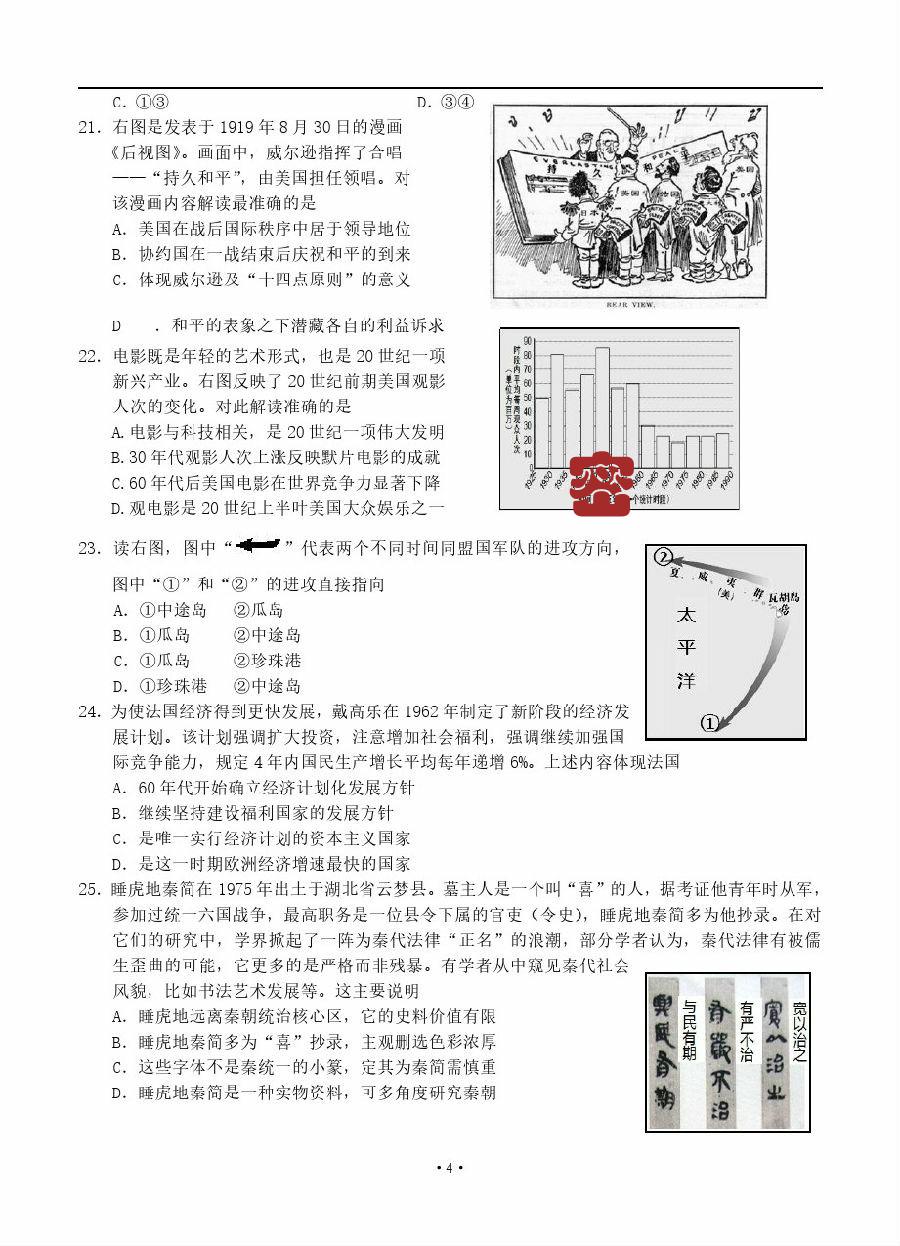 C．①③ D．③④
21．右图是发表于 1919 年 8 月 30 日的漫画
《后视图》。画面中，威尔逊指挥了合唱
——“持久和平”，由美国担任领唱。对
该漫画内容解读最准确的是
A．美国在战后国际秩序中居于领导地位
B．协约国在一战结束后庆祝和平的到来
C．体现威尔逊及“十四点原则”的意义
D ．和平的表象之下潜藏各自的利益诉求
EVERLASTING PEACE
持 久 和 平
日本
英国
法国
意大利
美国
REAR VIEW.
22．电影既是年轻的艺术形式，也是 20 世纪一项
新兴产业。右图反映了 20 世纪前期美国观影
人次的变化。对此解读准确的是
A. 电影与科技相关，是 20 世纪一项伟大发明
B. 30 年代观影人次上涨反映默片电影的成就
C. 60 年代后美国电影在世界竞争力显著下降
D. 观电影是 20 世纪上半叶美国大众娱乐之一
时段内平均每周观众人次
（单位为百万）
90
80
70
60
50
40
30
20
10
0
1925 1930 1935 1960 1965 1970 1975 1980 1985 1990
一个统计时段）
23．读右图，图中“ ”代表两个不同时间同盟国军队的进攻方向，
图中“①”和“②”的进攻直接指向
A．①中途岛 ②瓜岛
B．①瓜岛 ②中途岛
C．①瓜岛 ②珍珠港
D．①珍珠港 ②中途岛
②
夏 威 夷 群 岛
（美）
瓦胡岛
太
平
洋
①
24．为使法国经济得到更快发展，戴高乐在 1962 年制定了新阶段的经济发
展计划。该计划强调扩大投资，注意增加社会福利，强调继续加强国
际竞争能力，规定 4 年内国民生产增长平均每年递增 6%。上述内容体现法国
A．60 年代开始确立经济计划化发展方针
B．继续坚持建设福利国家的发展方针
C．是唯一实行经济计划的资本主义国家
D．是这一时期欧洲经济增速最快的国家
25．睡虎地秦简在 1975 年出土于湖北省云梦县。墓主人是一个叫“喜”的人，据考证他青年时从军，
参加过统一六国战争，最高职务是一位县令下属的官吏（令史），睡虎地秦简多为他抄录。在对
它们的研究中，学界掀起了一阵为秦代法律“正名”的浪潮，部分学者认为，秦代法律有被儒
生歪曲的可能，它更多的是严格而非残暴。有学者从中窥见秦代社会
风貌，比如书法艺术发展等。这主要说明
A．睡虎地远离秦朝统治核心区，它的史料价值有限
B．睡虎地秦简多为“喜”抄录，主观删选色彩浓厚
C．这些字体不是秦统一的小篆，定其为秦简需慎重
D．睡虎地秦简是一种实物资料，可多角度研究秦朝
宽以治之
有严不治
与民有期
·4·